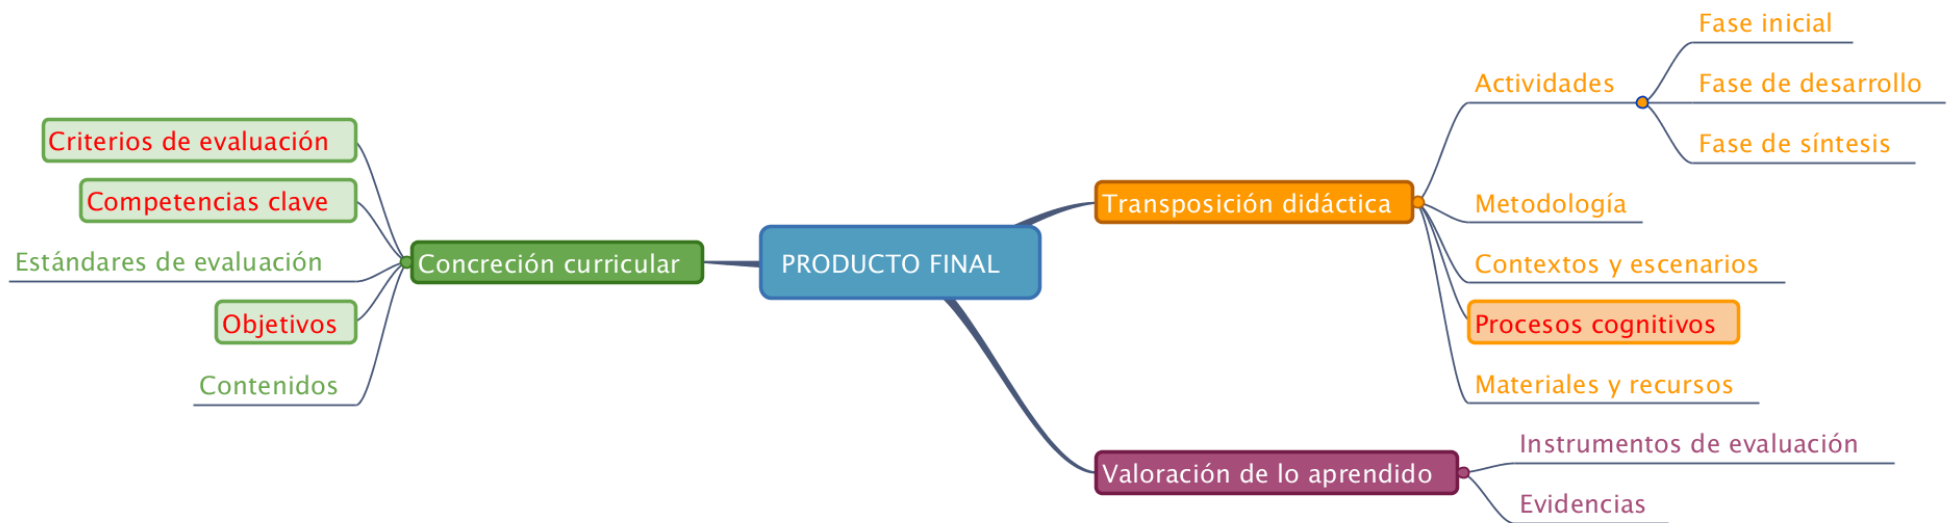 PRODUCTO FINAL
Concreción curricular
Criterios de evaluación
Competencias clave
Estándares de evaluación
Objetivos
Contenidos
Transposición didáctica
Actividades
Fase inicial
Fase de desarrollo
Fase de síntesis
Metodología
Contextos y escenarios
Procesos cognitivos
Materiales y recursos
Valoración de lo aprendido
Instrumentos de evaluación
Evidencias